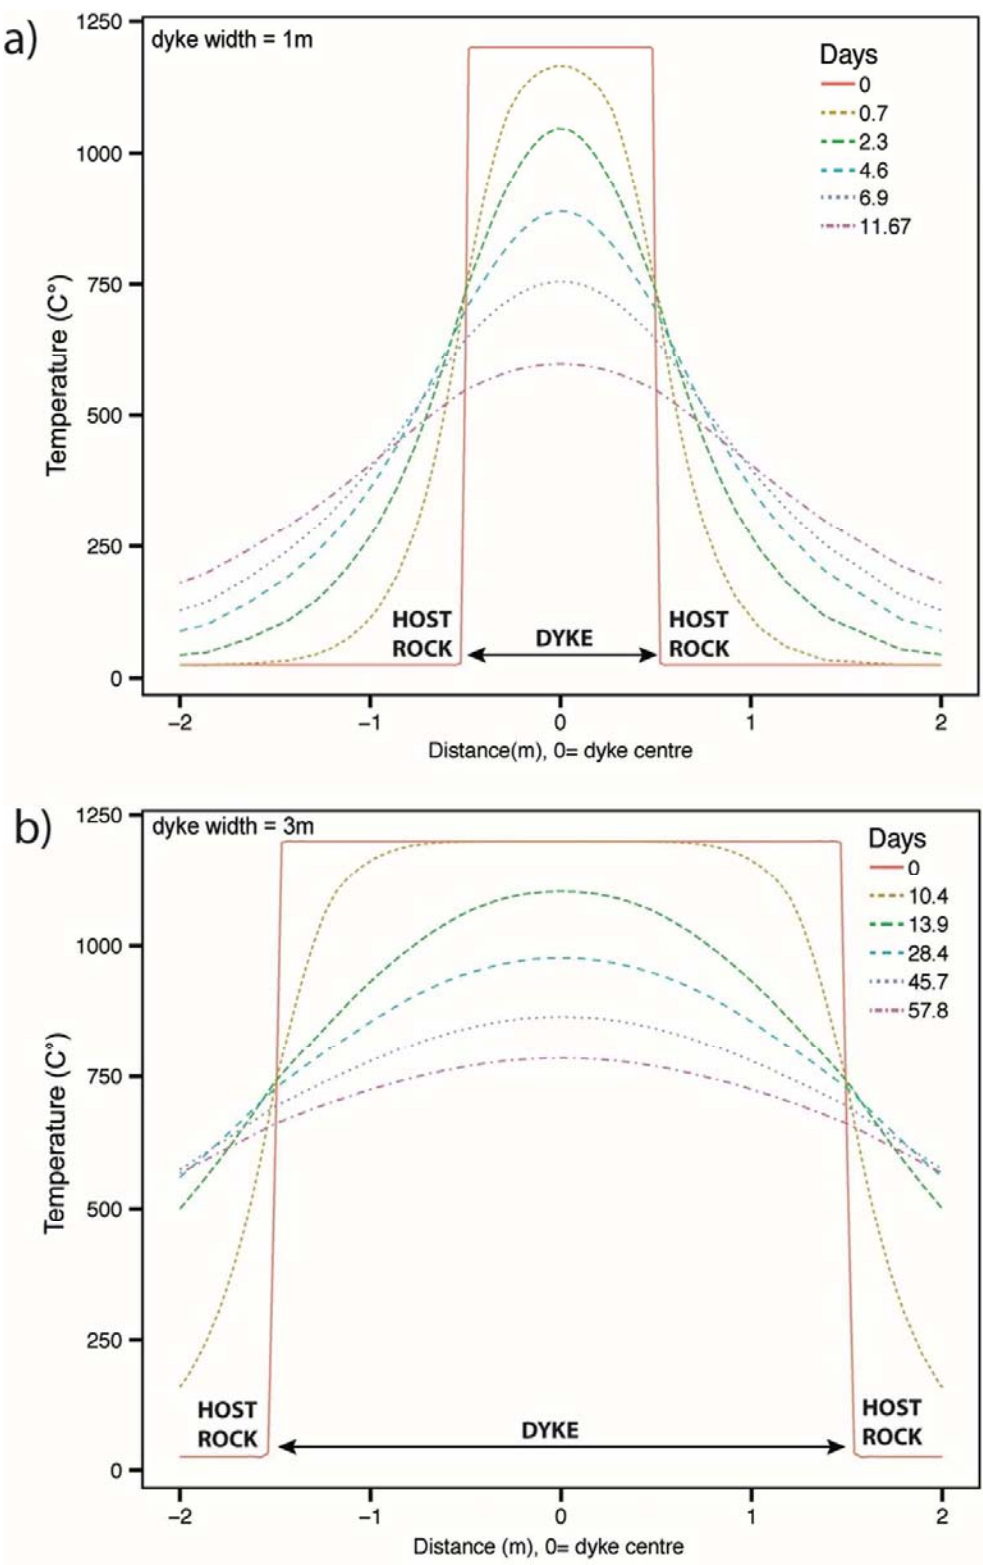 a)
dyke width = 1m
Days
0
0.7
2.3
4.6
6.9
11.67
1250
1000
750
500
250
0
Temperature (C°)
HOST
ROCK
DYKE
HOST
ROCK
−2
−1
0
1
2
Distance(m), 0= dyke centre
b)
dyke width = 3m
Days
0
10.4
13.9
28.4
45.7
57.8
1250
1000
750
500
250
0
Temperature (C°)
HOST
ROCK
DYKE
HOST
ROCK
−2
−1
0
1
2
Distance (m), 0= dyke centre